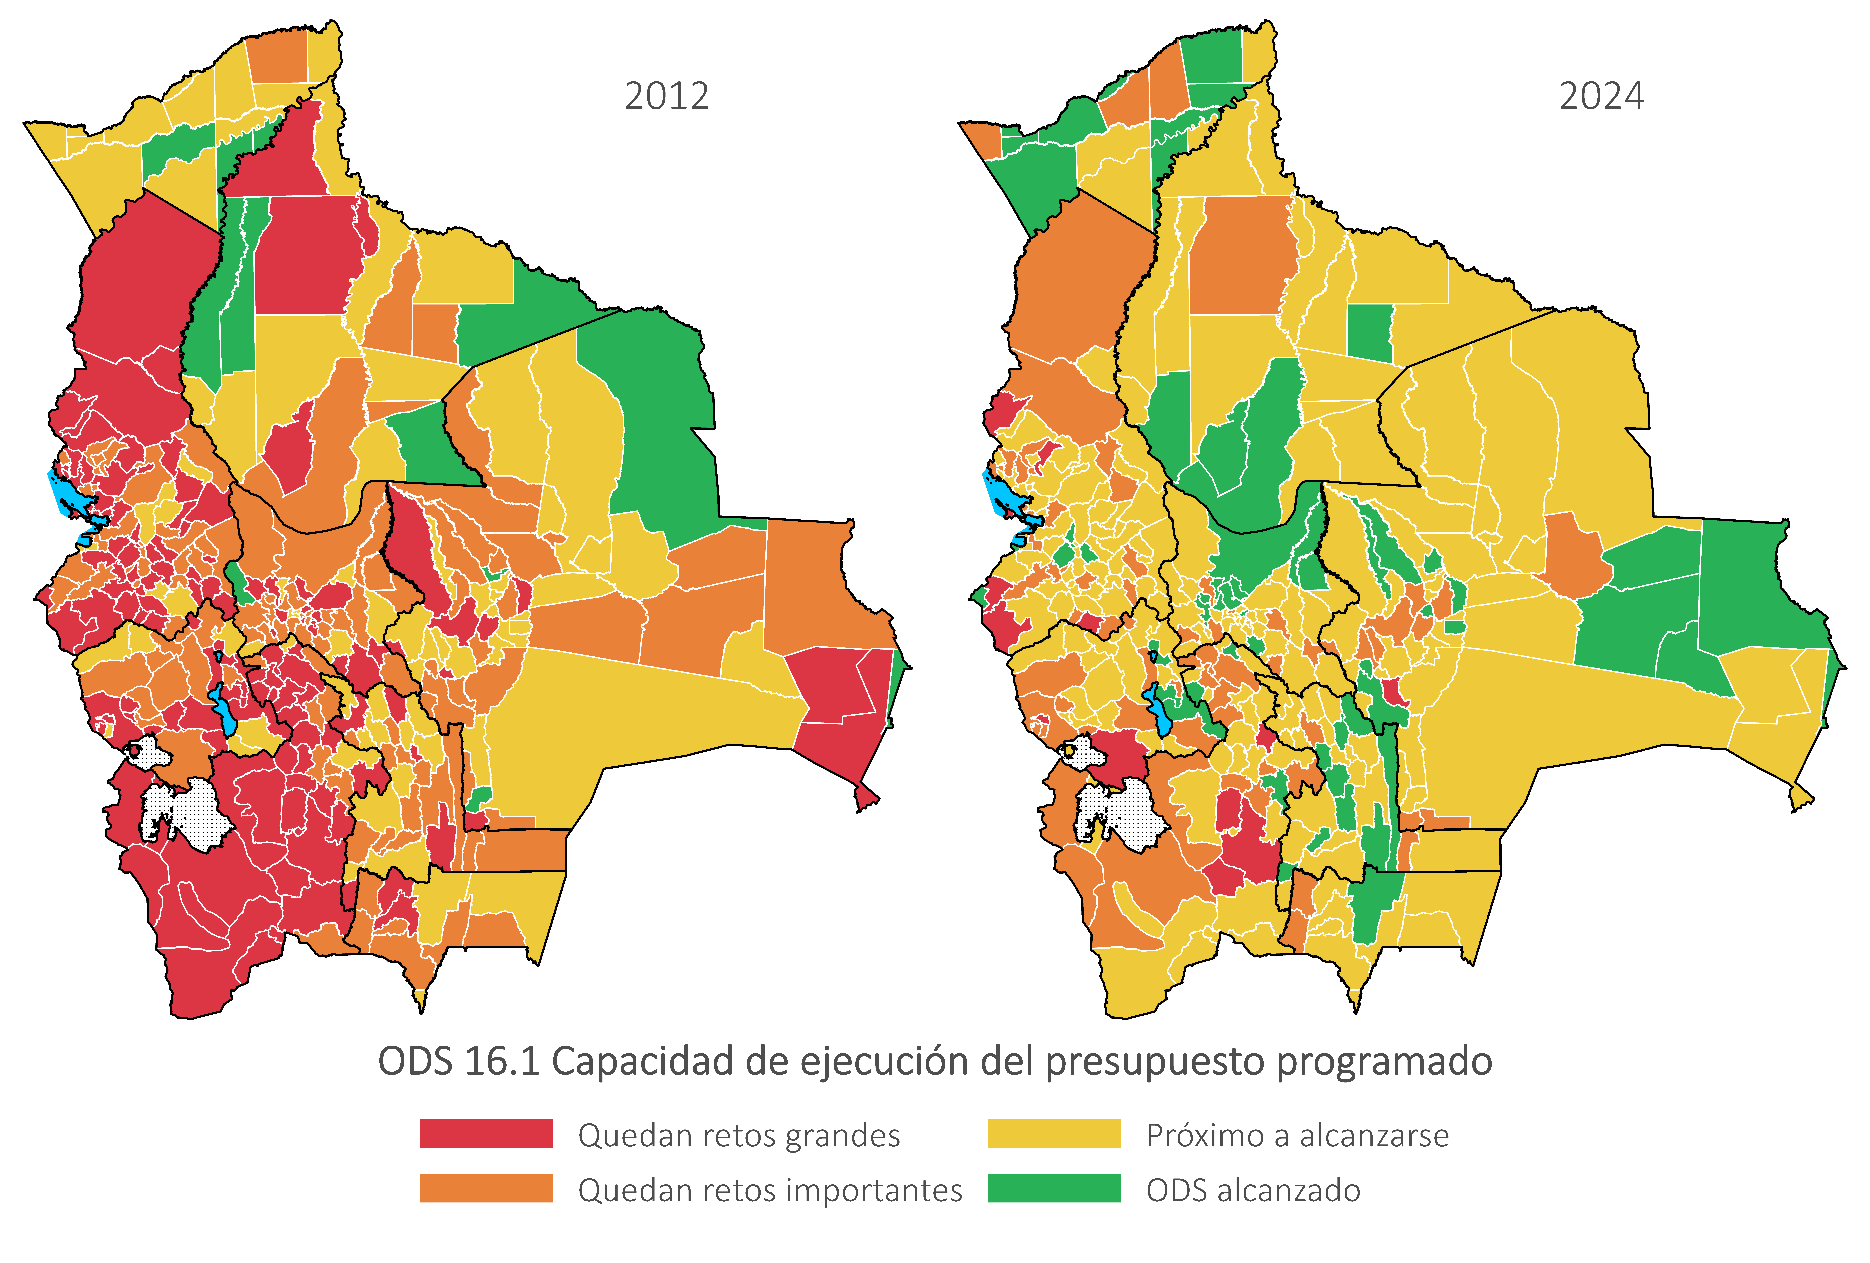 2012
2024
ODS 16.1 Capacidad de ejecución del presupuesto programado
Quedan retos grandes
Próximo a alcanzarse
Quedan retos importantes
ODS alcanzado